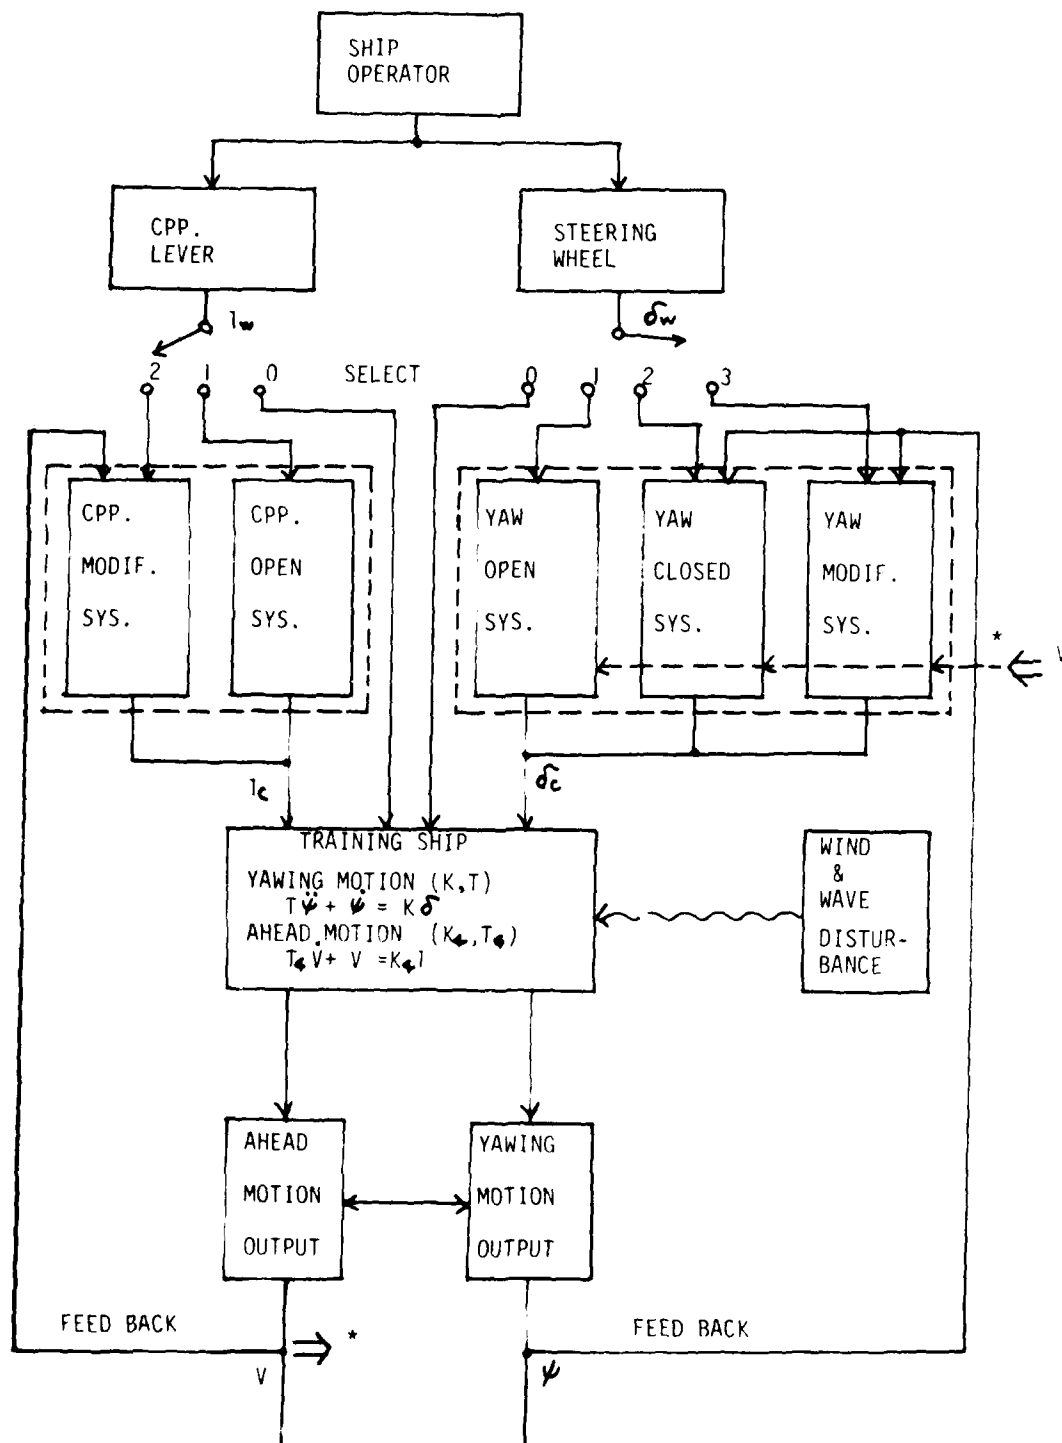 SHIP
OPERATOR
CPP.
LEVER
STEERING
WHEEL
lw
δw
2 1 0 SELECT 0 1 2 3
CPP.
MODIF.
SYS.
CPP.
OPEN
SYS.
YAW
OPEN
SYS.
YAW
CLOSED
SYS.
YAW
MODIF.
SYS.
*
V
lc
δc
TRAINING SHIP
YAWING MOTION (K,T)
Tψ̈ + ψ̇ = Kδ
AHEAD MOTION
WIND
&
WAVE
DISTUR-
BANCE
AHEAD
MOTION
OUTPUT
YAWING
MOTION
OUTPUT
FEED BACK
*
FEED BACK
V
ψ